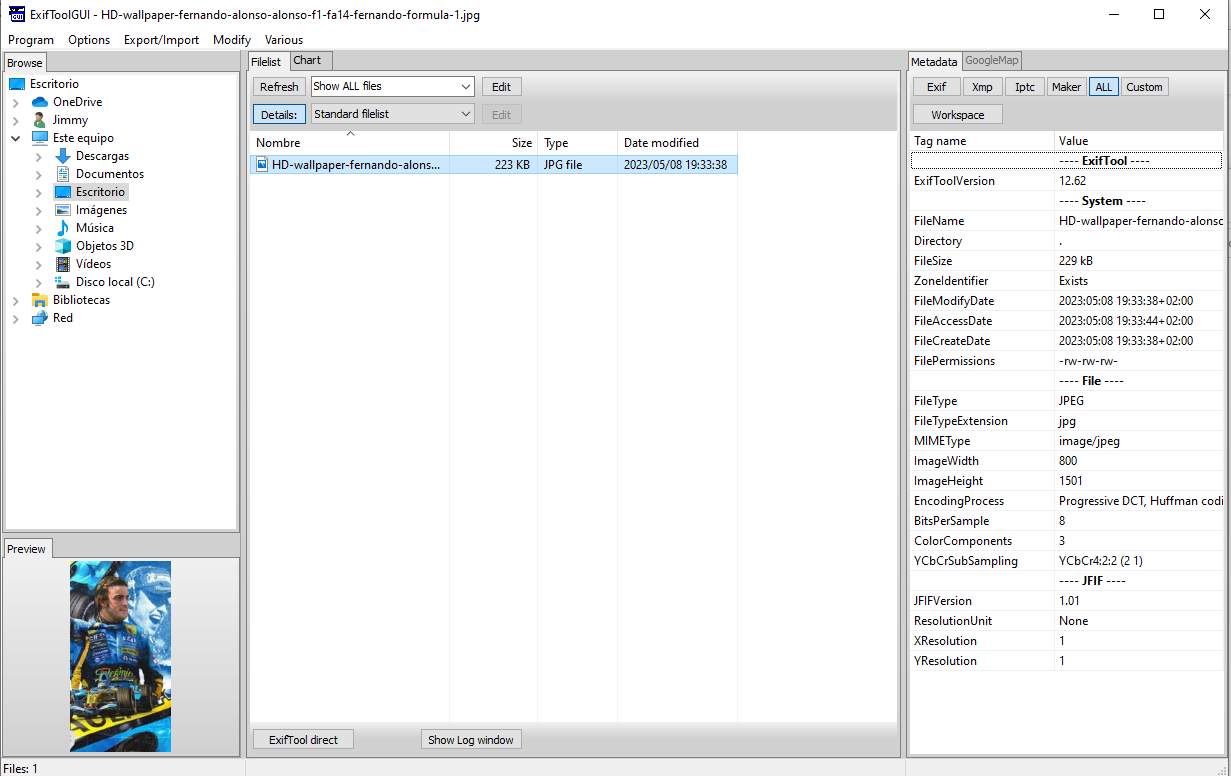 ExifToolGUI - HD-wallpaper-fernando-alonso-alonso-f1-fa14-fernando-formula-1.jpg
Program Options Export/Import Modify Various
Browse
Escritorio
OneDrive
Jimmy
Este equipo
Descargas
Documentos
Escritorio
Imágenes
Música
Objetos 3D
Vídeos
Disco local (C:)
Bibliotecas
Red
Preview
Files: 1
Filelist Chart
Refresh Show ALL files Edit
Details: Standard filelist Edit
Nombre Size Type Date modified
HD-wallpaper-fernando-alons... 223 KB JPG file 2023/05/08 19:33:38
ExifTool direct Show Log window
Metadata GoogleMap
Exif Xmp Iptc Maker ALL Custom
Workspace
Tag name Value
---- ExifTool ----
ExifToolVersion 12.62
---- System ----
FileName HD-wallpaper-fernando-alonso
Directory .
FileSize 229 kB
ZoneIdentifier Exists
FileModifyDate 2023:05:08 19:33:38+02:00
FileAccessDate 2023:05:08 19:33:44+02:00
FileCreateDate 2023:05:08 19:33:38+02:00
FilePermissions -rw-rw-rw-
---- File ----
FileType JPEG
FileTypeExtension jpg
MIMEType image/jpeg
ImageWidth 800
ImageHeight 1501
EncodingProcess Progressive DCT, Huffman codi
BitsPerSample 8
ColorComponents 3
YCbCrSubSampling YCbCr4:2:2 (2 1)
---- JFIF ----
JFIFVersion 1.01
ResolutionUnit None
XResolution 1
YResolution 1